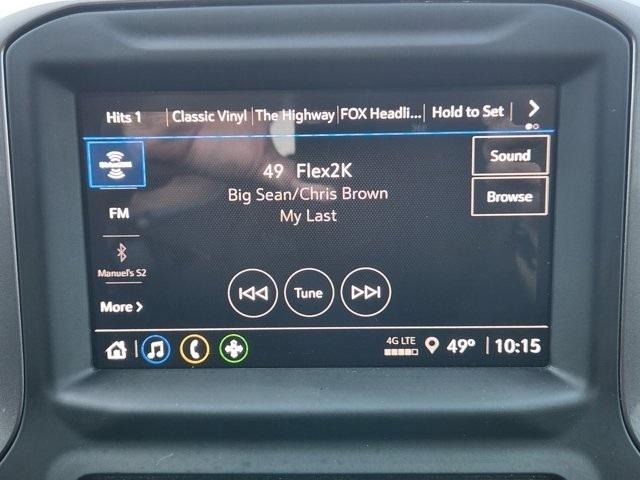 Hits 1 Classic Vinyl The Highway FOX Headli... Hold to Set
49 Flex2K
Sound
Big Sean/Chris Brown
Browse
FM
My Last
Manuel's S2
Tune
More
4G LTE
49° 10:15